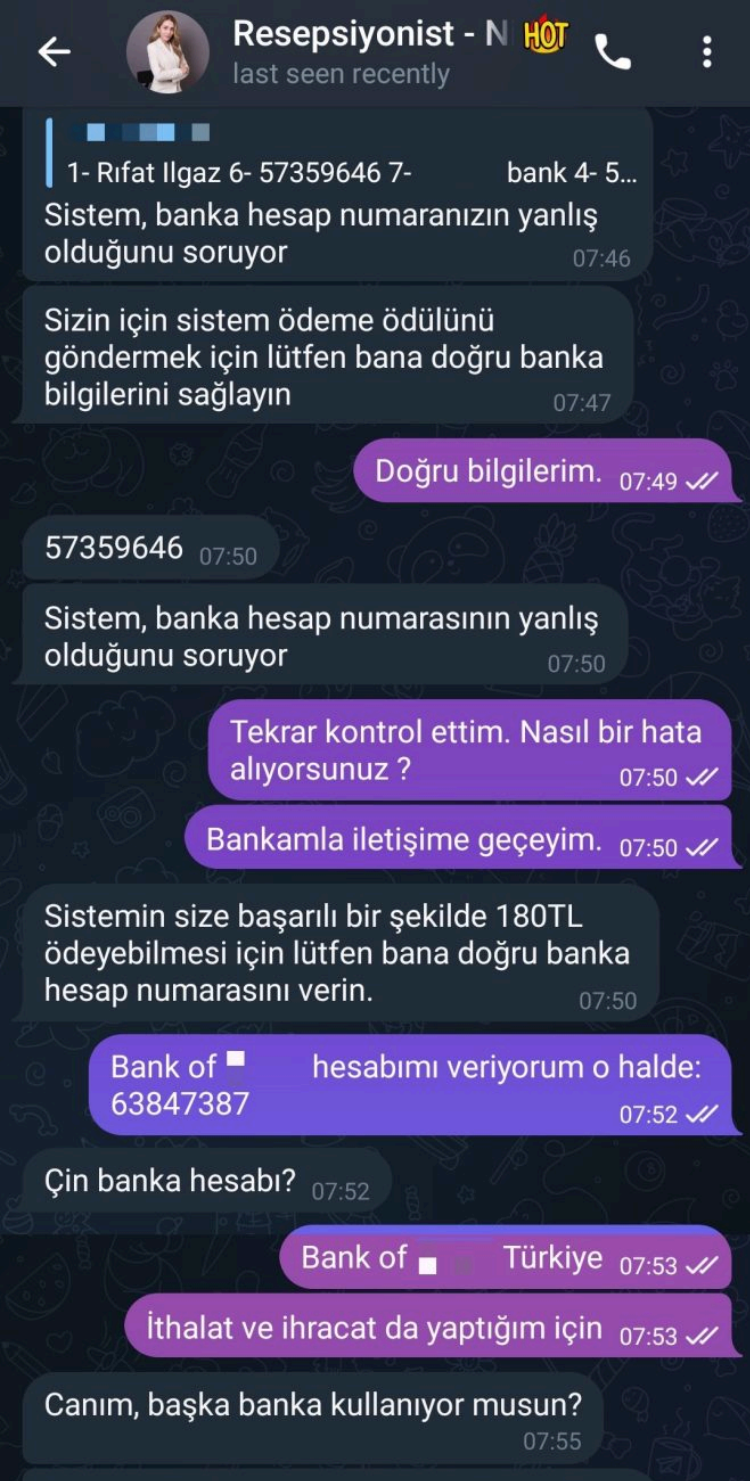 Resepsiyonist - N HOT
last seen recently
1- Rıfat Ilgaz 6- 57359646 7- bank 4- 5...
Sistem, banka hesap numaranızın yanlış
olduğunu soruyor 07:46
Sizin için sistem ödeme ödülünü
göndermek için lütfen bana doğru banka
bilgilerini sağlayın 07:47
Doğru bilgilerim. 07:49
57359646 07:50
Sistem, banka hesap numarasının yanlış
olduğunu soruyor 07:50
Tekrar kontrol ettim. Nasıl bir hata
alıyorsunuz ? 07:50
Bankamla iletişime geçeyim. 07:50
Sistemin size başarılı bir şekilde 180TL
ödeyebilmesi için lütfen bana doğru banka
hesap numarasını verin. 07:50
Bank of hesabımı veriyorum o halde:
63847387 07:52
Çin banka hesabı? 07:52
Bank of Türkiye 07:53
İthalat ve ihracat da yaptığım için 07:53
Canım, başka banka kullanıyor musun?
07:55